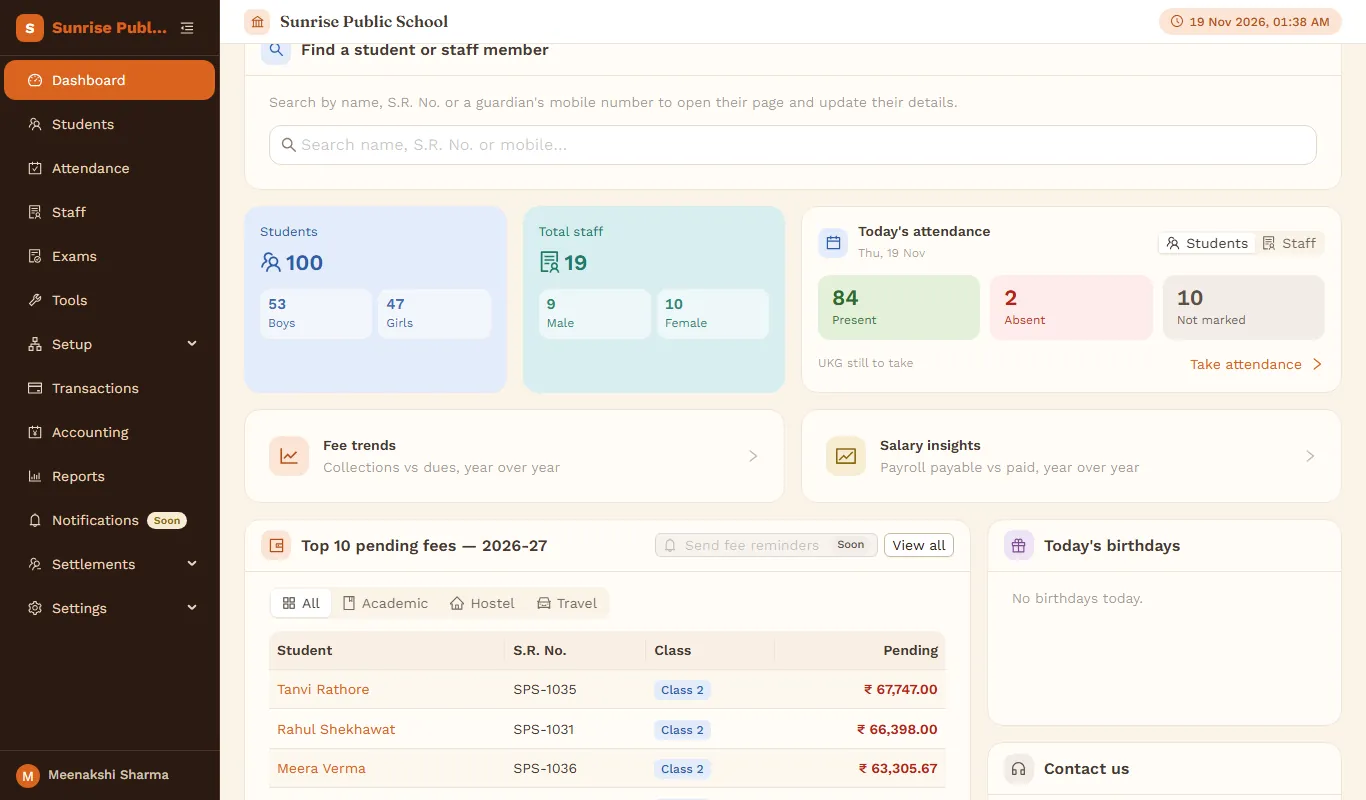 S Sunrise Publ...
Dashboard
Students
Attendance
Staff
Exams
Tools
Setup
Transactions
Accounting
Reports
Notifications Soon
Settlements
Settings
M Meenakshi Sharma
Sunrise Public School
19 Nov 2026, 01:38 AM
Find a student or staff member
Search by name, S.R. No. or a guardian's mobile number to open their page and update their details.
Search name, S.R. No. or mobile...
Students
100
53 47
Boys Girls
Total staff
19
9 10
Male Female
Today's attendance
Thu, 19 Nov
Students Staff
84 2 10
Present Absent Not marked
UKG still to take Take attendance
Fee trends
Collections vs dues, year over year
Salary insights
Payroll payable vs paid, year over year
Top 10 pending fees — 2026-27 Send fee reminders Soon View all
All Academic Hostel Travel
Student S.R. No. Class Pending
Tanvi Rathore SPS-1035 Class 2 ₹ 67,747.00
Rahul Shekhawat SPS-1031 Class 2 ₹ 66,398.00
Meera Verma SPS-1036 Class 2 ₹ 63,305.67
Today's birthdays
No birthdays today.
Contact us